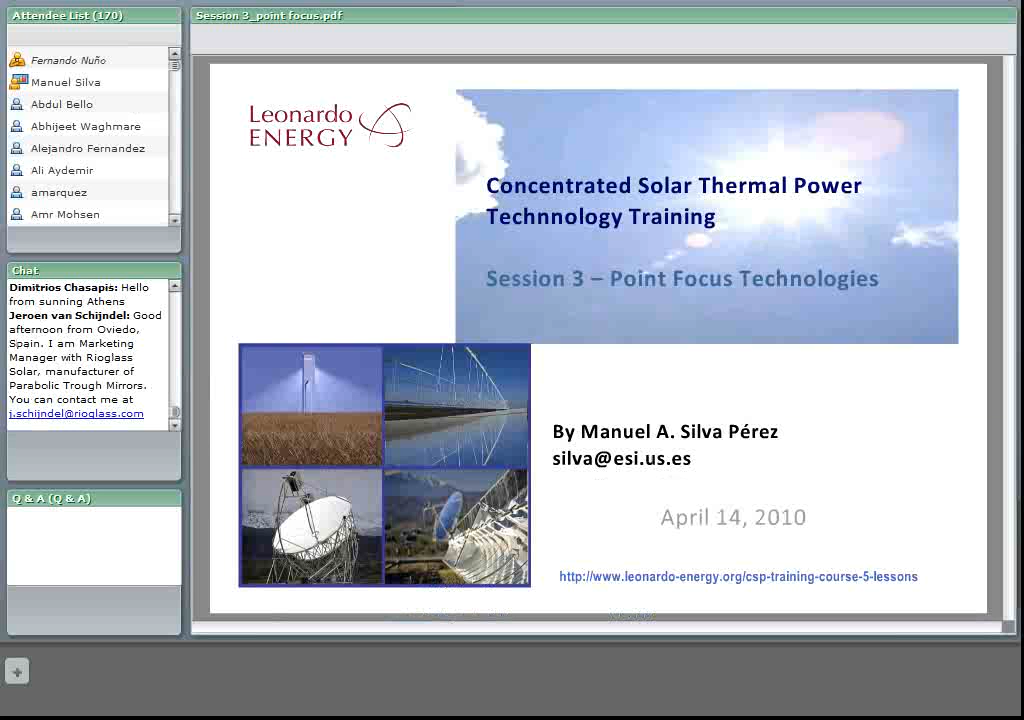 Attendee List (170)
Fernando Nuño
Manuel Silva
Abdul Bello
Abhijeet Waghmare
Alejandro Fernandez
Ali Aydemir
amarquez
Amr Mohsen
Chat
Dimitrios Chasapis: Hello
from sunning Athens
Jeroen van Schijndel: Good
afternoon from Oviedo,
Spain. I am Marketing
Manager with Rioglass
Solar, manufacturer of
Parabolic Trough Mirrors.
You can contact me at
j.schijndel@rioglass.com
Q & A (Q & A)
Session 3_point focus.pdf
Leonardo
ENERGY
Concentrated Solar Thermal Power
Technnology Training
Session 3 – Point Focus Technologies
By Manuel A. Silva Pérez
silva@esi.us.es
April 14, 2010
http://www.leonardo-energy.org/csp-training-course-5-lessons